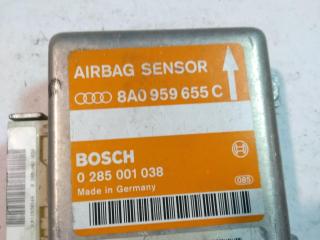 AIRBAG SENSOR
8A0 959 655 C
BOSCH
0 285 001 038
Made in Germany
085